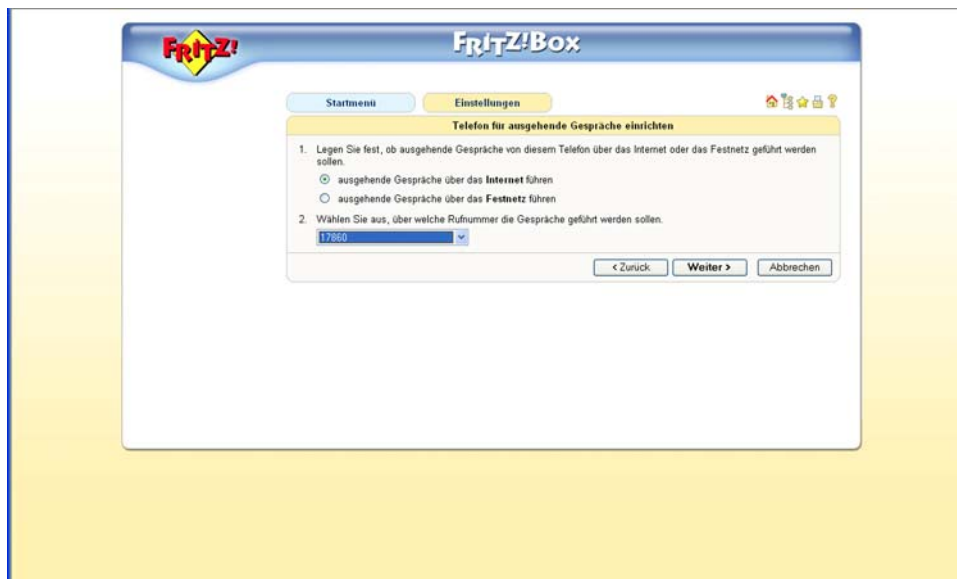 FRITZ!
FRITZ!BOX
Startmenü
Einstellungen
?
Telefon für ausgehende Gespräche einrichten
1. Legen Sie fest, ob ausgehende Gespräche von diesem Telefon über das Internet oder das Festnetz geführt werden
sollen.
ausgehende Gespräche über das Internet führen
ausgehende Gespräche über das Festnetz führen
2. Wählen Sie aus, über welche Rufnummer die Gespräche geführt werden sollen.
17860
< Zurück
Weiter >
Abbrechen